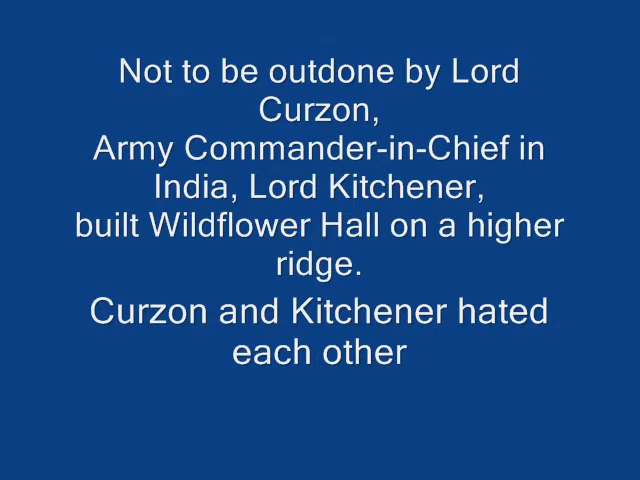 Not to be outdone by Lord
Curzon,
Army Commander-in-Chief in
India, Lord Kitchener,
built Wildflower Hall on a higher
ridge.
Curzon and Kitchener hated
each other